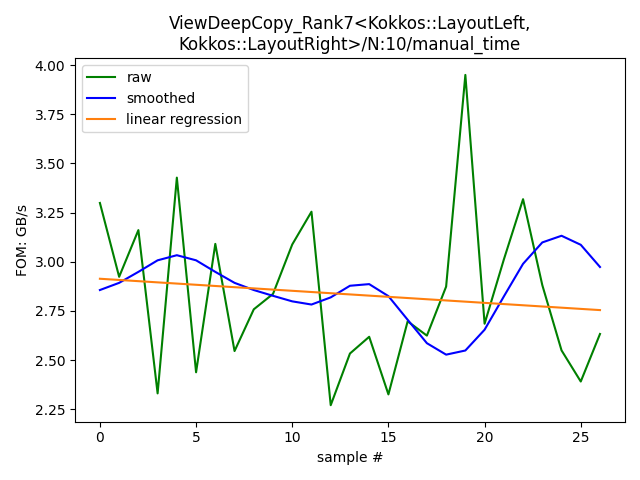 ViewDeepCopy_Rank7<Kokkos::LayoutLeft,
Kokkos::LayoutRight>/N:10/manual_time
raw
smoothed
linear regression
FOM: GB/s
4.00
3.75
3.50
3.25
3.00
2.75
2.50
2.25
0
5
10
15
20
25
sample #